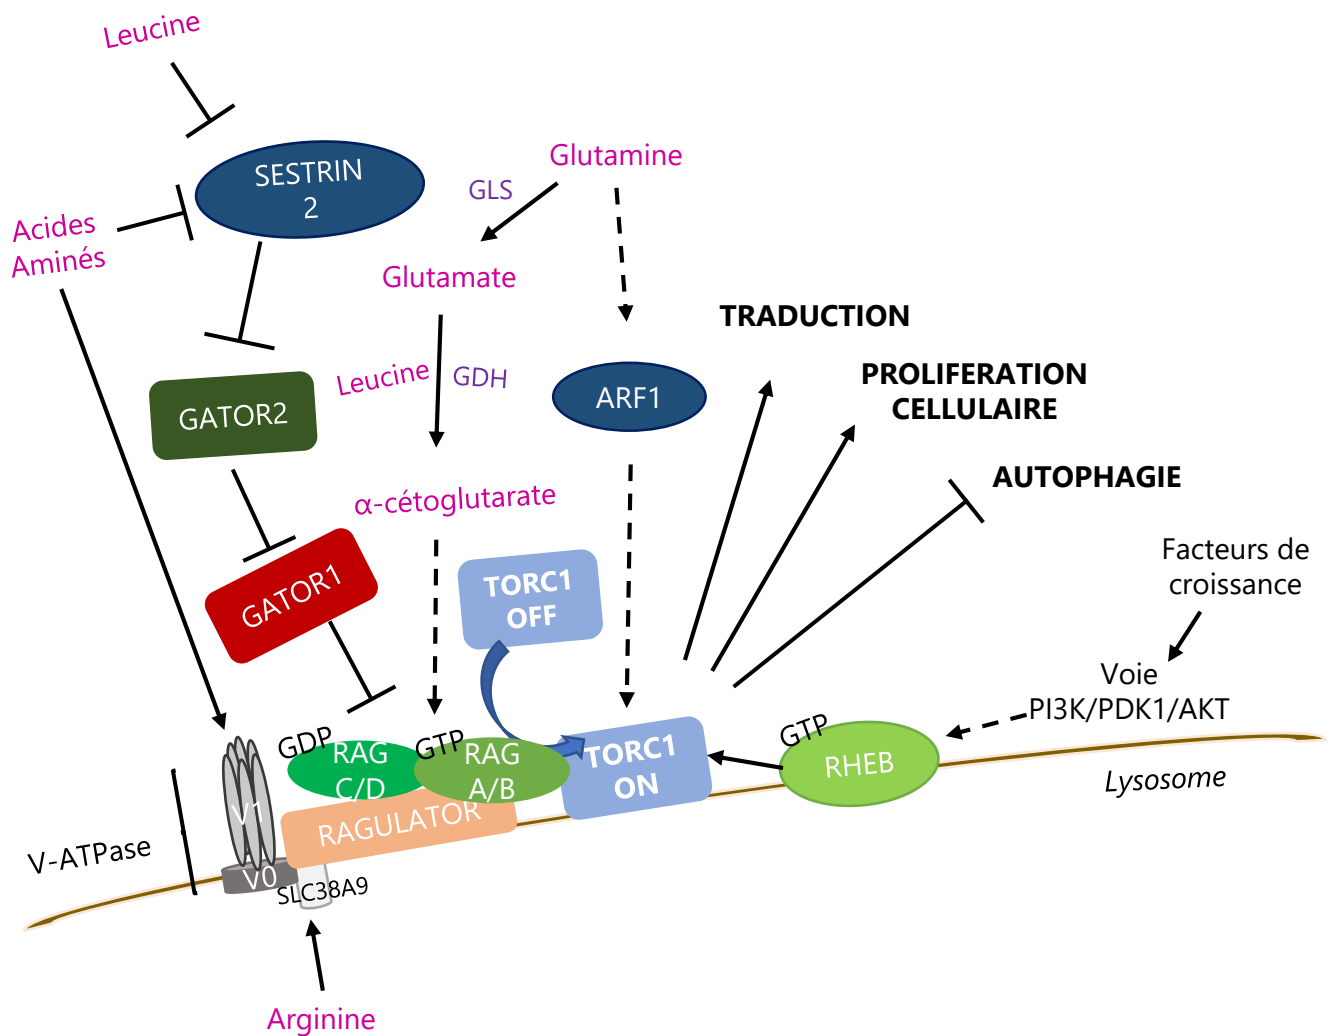 Leucine
SESTRIN
2
Glutamine
GLS
Acides
Aminés
Glutamate
TRADUCTION
Leucine
GDH
PROLIFERATION
CELLULAIRE
ARF1
GATOR2
AUTOPHAGIE
α-cétoglutarate
Facteurs de
croissance
GATOR1
TORC1
OFF
Voie
PI3K/PDK1/AKT
GDP
RAG
C/D
GTP
RAG
A/B
TORC1
ON
GTP
RHEB
Lysosome
V1
RAGULATOR
V-ATPase
V0
SLC38A9
Arginine